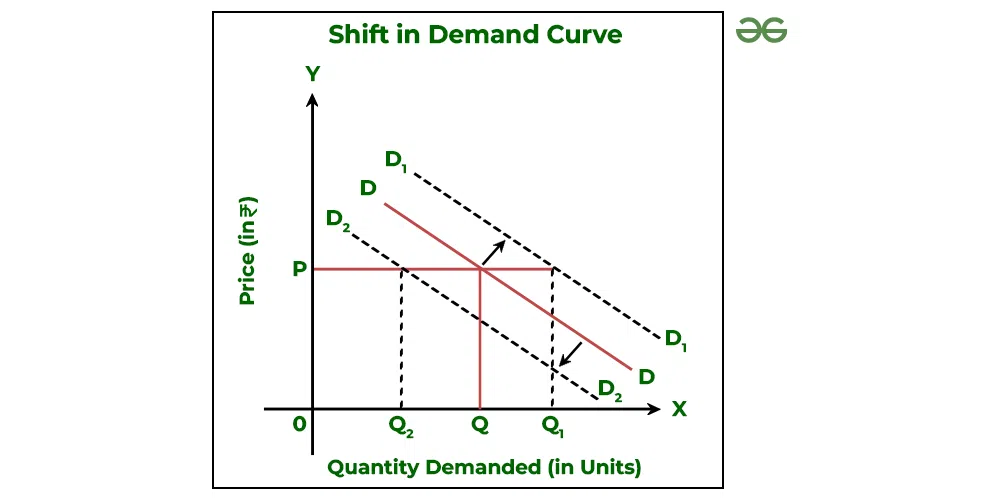 Shift in Demand Curve
Y
D₁
D
D₂
Price (in ₹)
P
D₁
D
D₂
X
0
Q₂
Q
Q₁
Quantity Demanded (in Units)